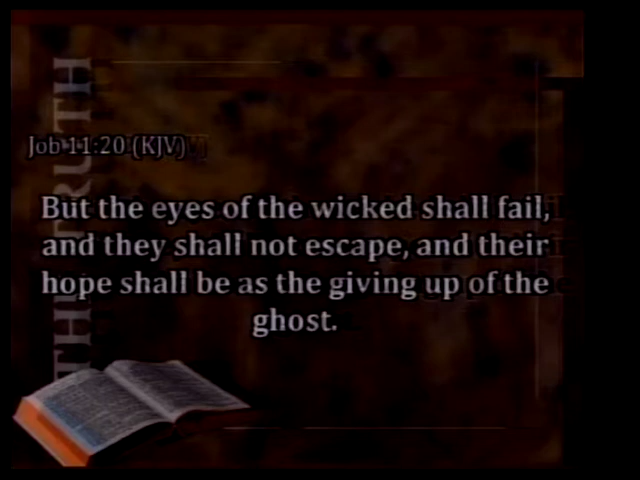 THE TRUTH
Job 11:20 (KJV)
But the eyes of the wicked shall fail,
and they shall not escape, and their
hope shall be as the giving up of the
ghost.